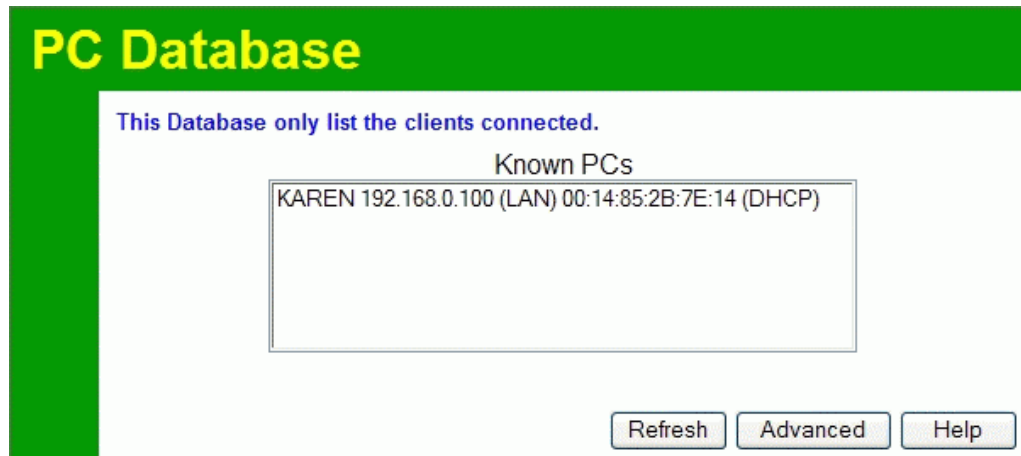 PC Database
This Database only list the clients connected.
Known PCs
KAREN 192.168.0.100 (LAN) 00:14:85:2B:7E:14 (DHCP)
Refresh Advanced Help